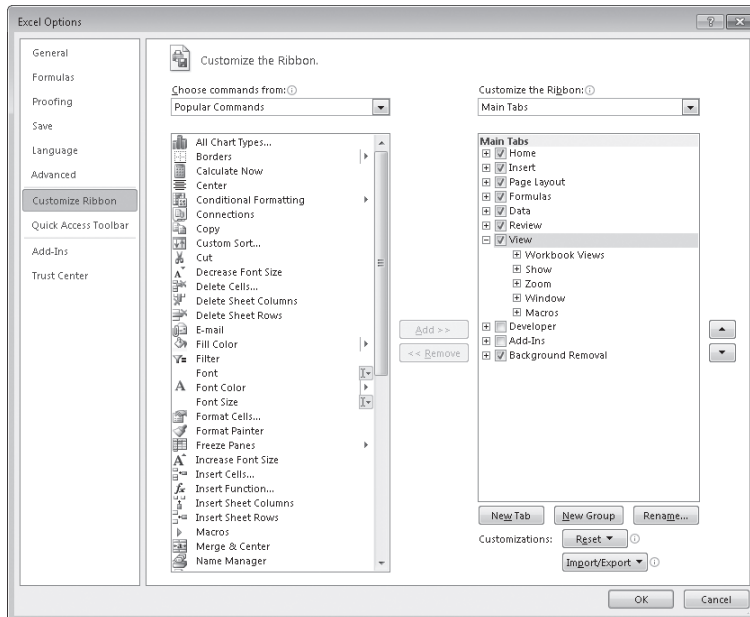 Excel Options
General
Formulas
Proofing
Save
Language
Advanced
Customize Ribbon
Quick Access Toolbar
Add-Ins
Trust Center
Customize the Ribbon.
Choose commands from:
Popular Commands
All Chart Types...
Borders
Calculate Now
Center
Conditional Formatting
Connections
Copy
Custom Sort...
Cut
Decrease Font Size
Delete Cells...
Delete Sheet Columns
Delete Sheet Rows
E-mail
Fill Color
Filter
Font
Font Color
Font Size
Format Cells...
Format Painter
Freeze Panes
Increase Font Size
Insert Cells...
Insert Function...
Insert Sheet Columns
Insert Sheet Rows
Macros
Merge & Center
Name Manager
Add >>
<< Remove
Customize the Ribbon:
Main Tabs
Main Tabs
Home
Insert
Page Layout
Formulas
Data
Review
View
Workbook Views
Show
Zoom
Window
Macros
Developer
Add-Ins
Background Removal
New Tab
New Group
Rename...
Customizations:
Reset
Import/Export
OK
Cancel